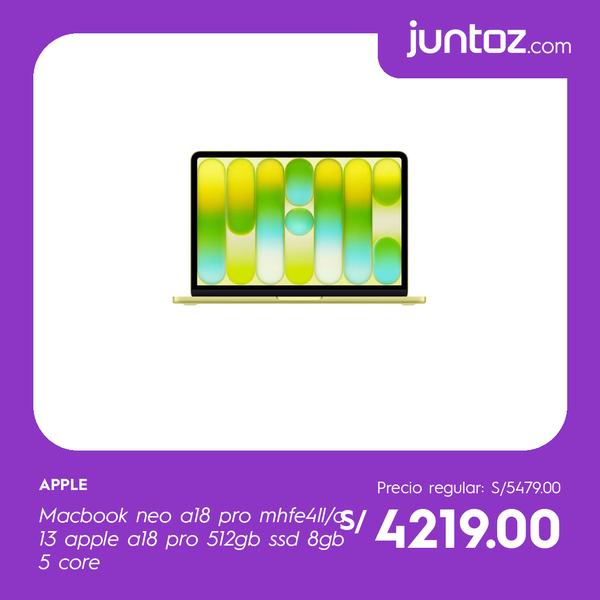 juntoz.com
APPLE
Macbook neo a18 pro mhfe4ll/a
13 apple a18 pro 512gb ssd 8gb
5 core
Precio regular: S/5479.00
S/ 4219.00